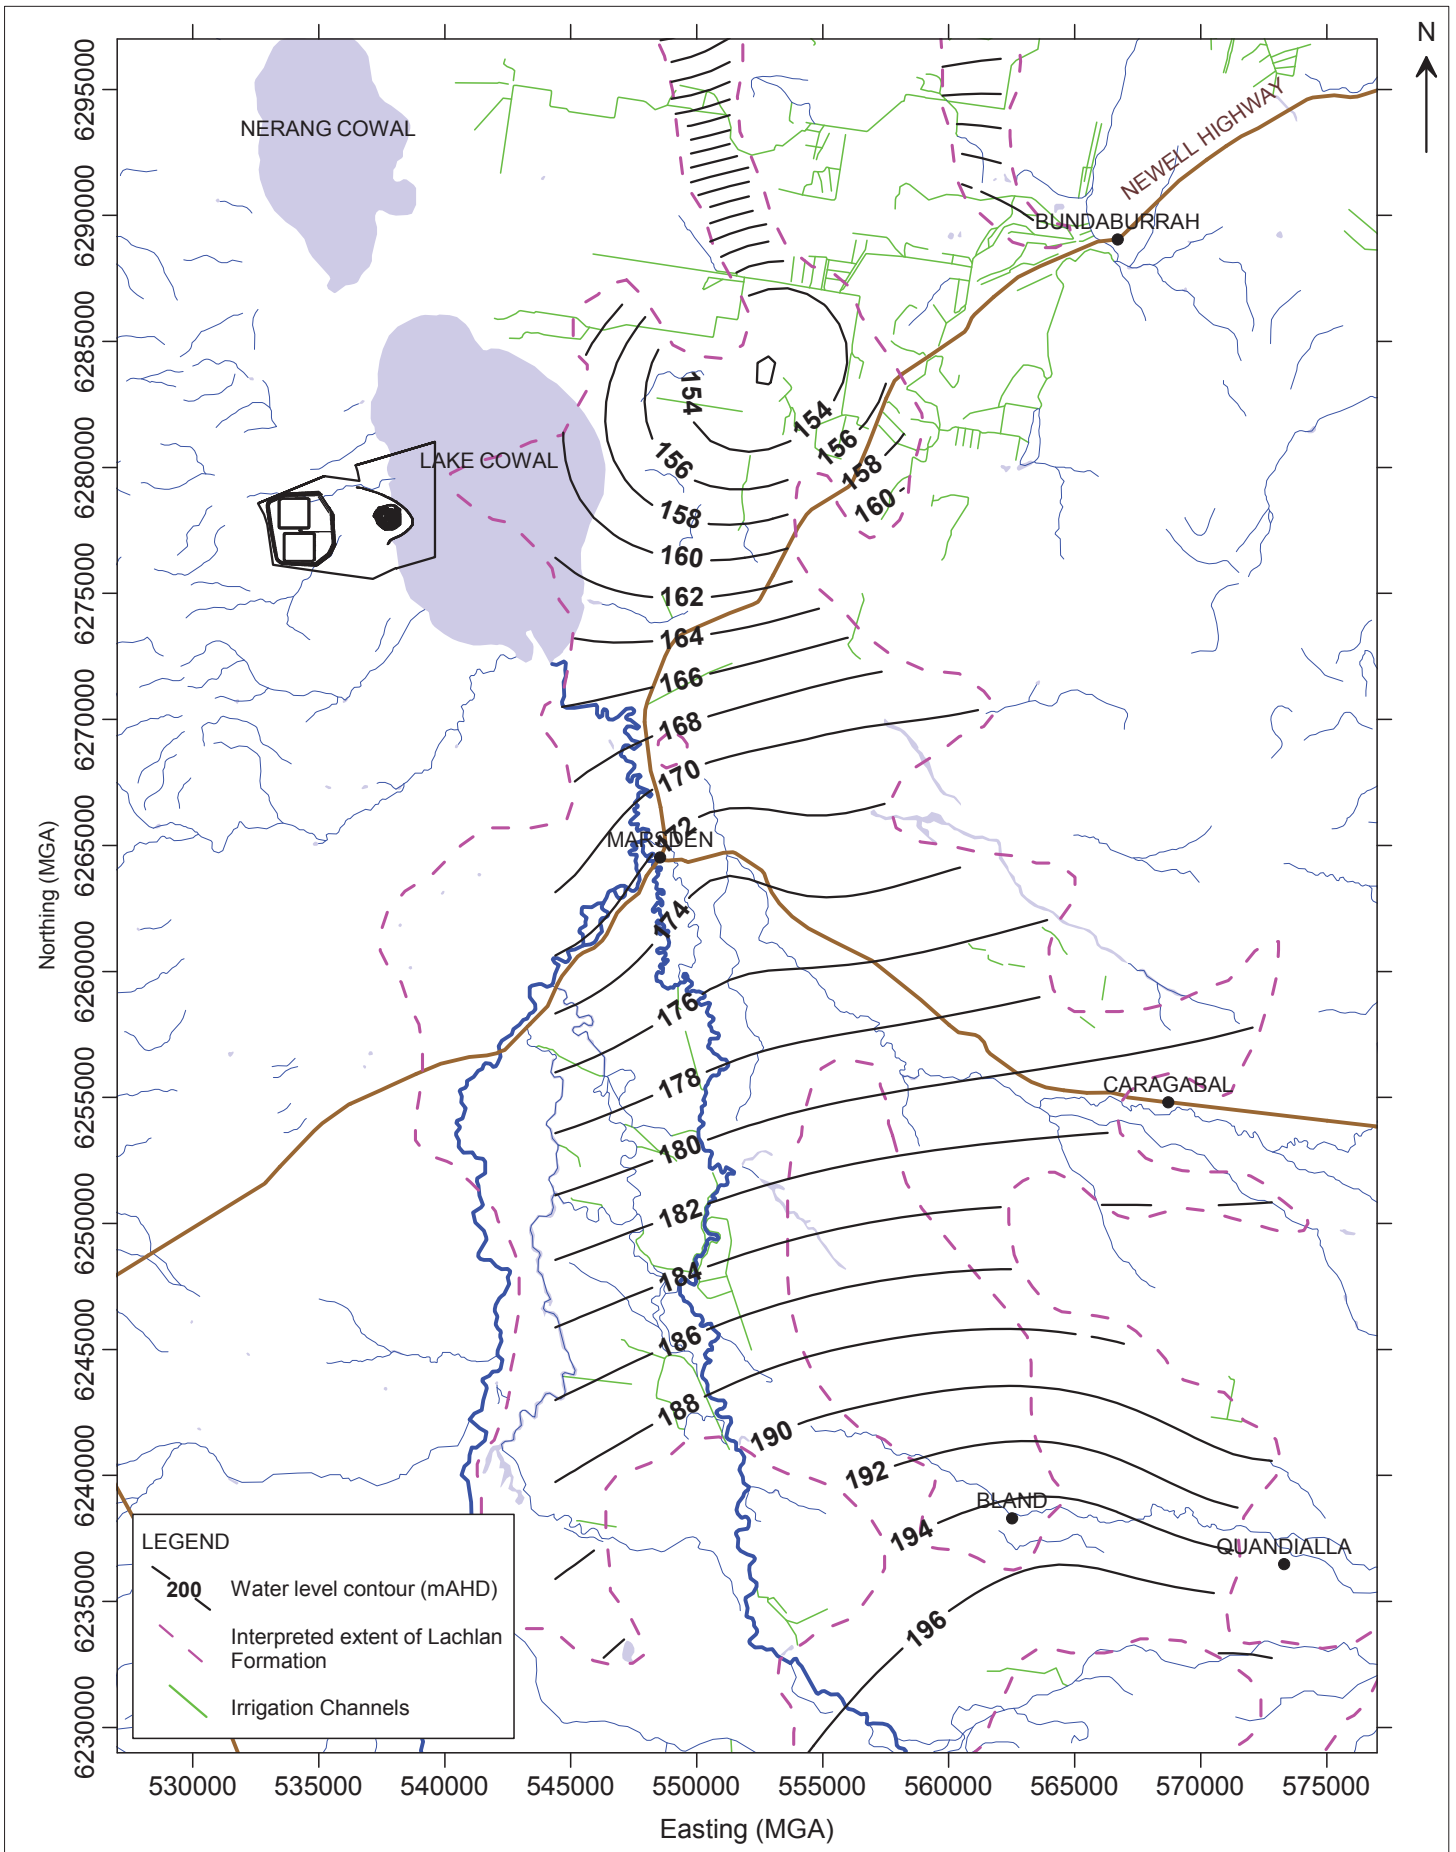 N
6295000
6290000
6285000
6280000
6275000
6270000
6265000
6260000
6255000
6250000
6245000
6240000
6235000
6230000
Northing (MGA)
NERANG COWAL
NEWELL HIGHWAY
BUNDABURRAH
LAKE COWAL
154
154
156
156
158
158
160
160
162
164
166
168
170
172
MARSDEN
174
176
178
CARAGABAL
180
182
184
186
188
190
192
BLAND
194
QUANDIALLA
196
LEGEND
200 Water level contour (mAHD)
Interpreted extent of Lachlan
Formation
Irrigation Channels
530000 535000 540000 545000 550000 555000 560000 565000 570000 575000
Easting (MGA)